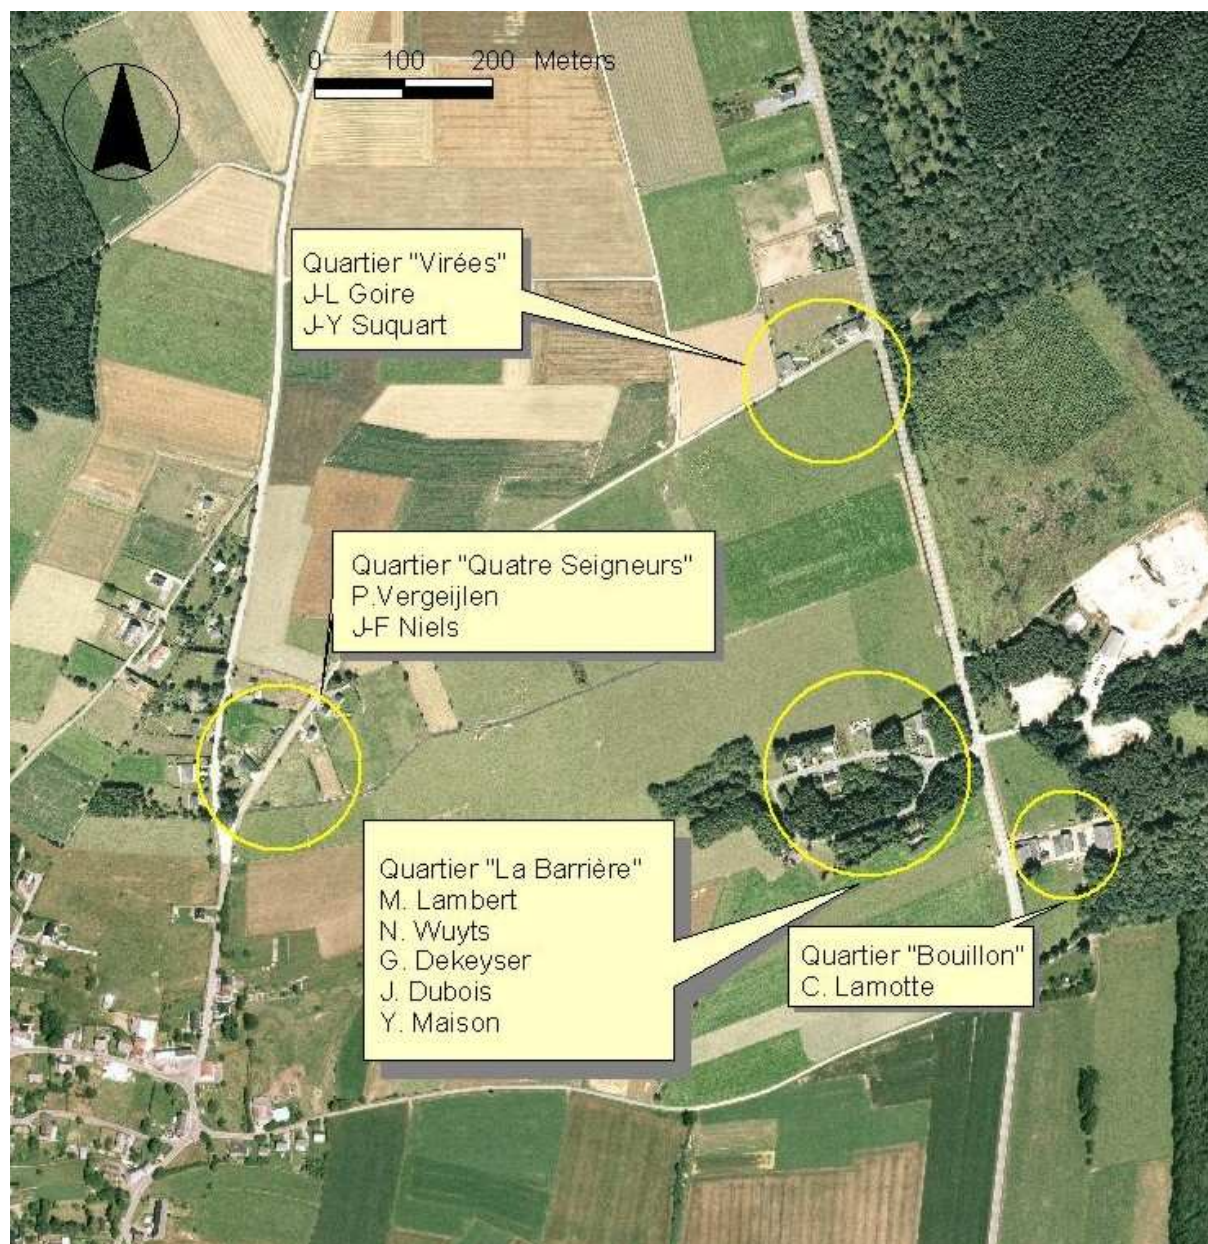 0 100 200 Meters
Quartier "Virées"
J-L Goire
J-Y Suquart
Quartier "Quatre Seigneurs"
P.Vergeijlen
J-F Niels
Quartier "La Barrière"
M. Lambert
N. Wuyts
G. Dekeyser
J. Dubois
Y. Maison
Quartier "Bouillon"
C. Lamotte